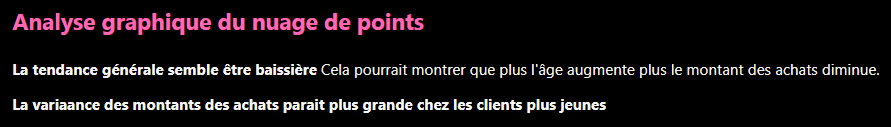 Analyse graphique du nuage de points
La tendance générale semble être baissière Cela pourrait montrer que plus l'âge augmente plus le montant des achats diminue.
La variaance des montants des achats parait plus grande chez les clients plus jeunes